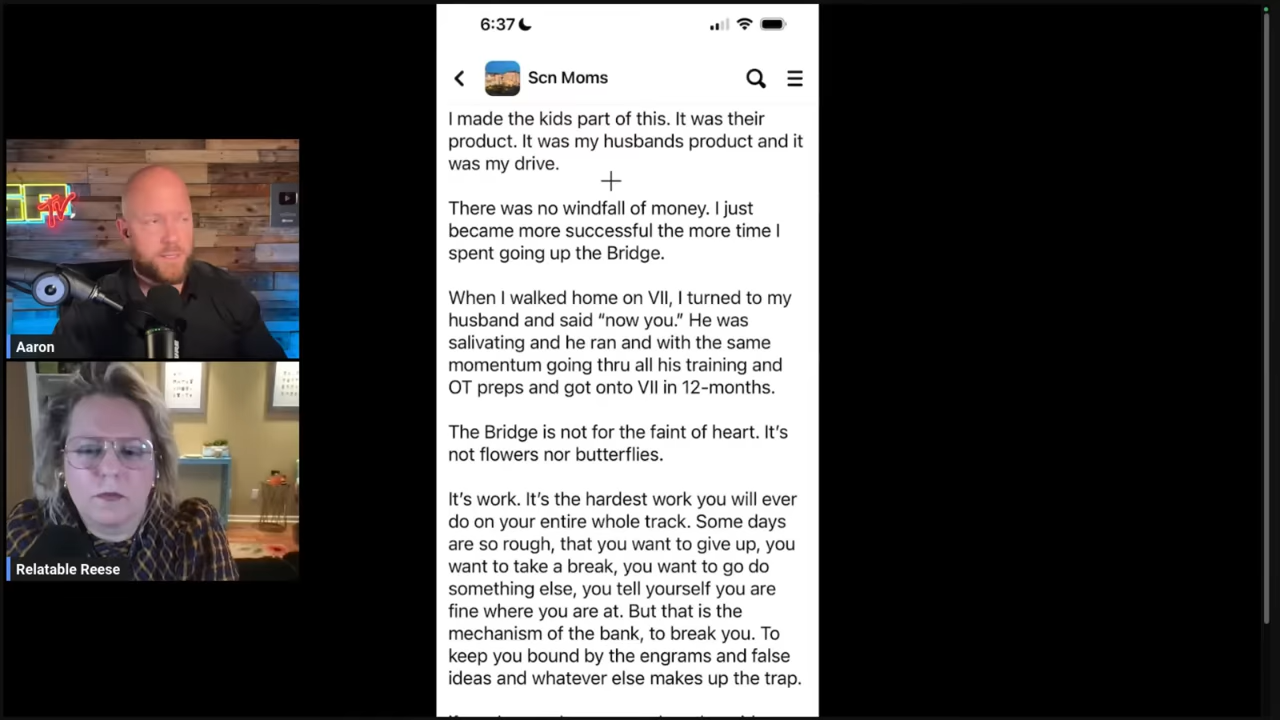 6:37
Scn Moms
I made the kids part of this. It was their
product. It was my husbands product and it
was my drive.
There was no windfall of money. I just
became more successful the more time I
spent going up the Bridge.
When I walked home on VII, I turned to my
husband and said “now you.” He was
salivating and he ran and with the same
momentum going thru all his training and
OT preps and got onto VII in 12-months.
The Bridge is not for the faint of heart. It’s
not flowers nor butterflies.
It’s work. It’s the hardest work you will ever
do on your entire whole track. Some days
are so rough, that you want to give up, you
want to take a break, you want to go do
something else, you tell yourself you are
fine where you are at. But that is the
mechanism of the bank, to break you. To
keep you bound by the engrams and false
ideas and whatever else makes up the trap.
TV
Aaron
Relatable Reese